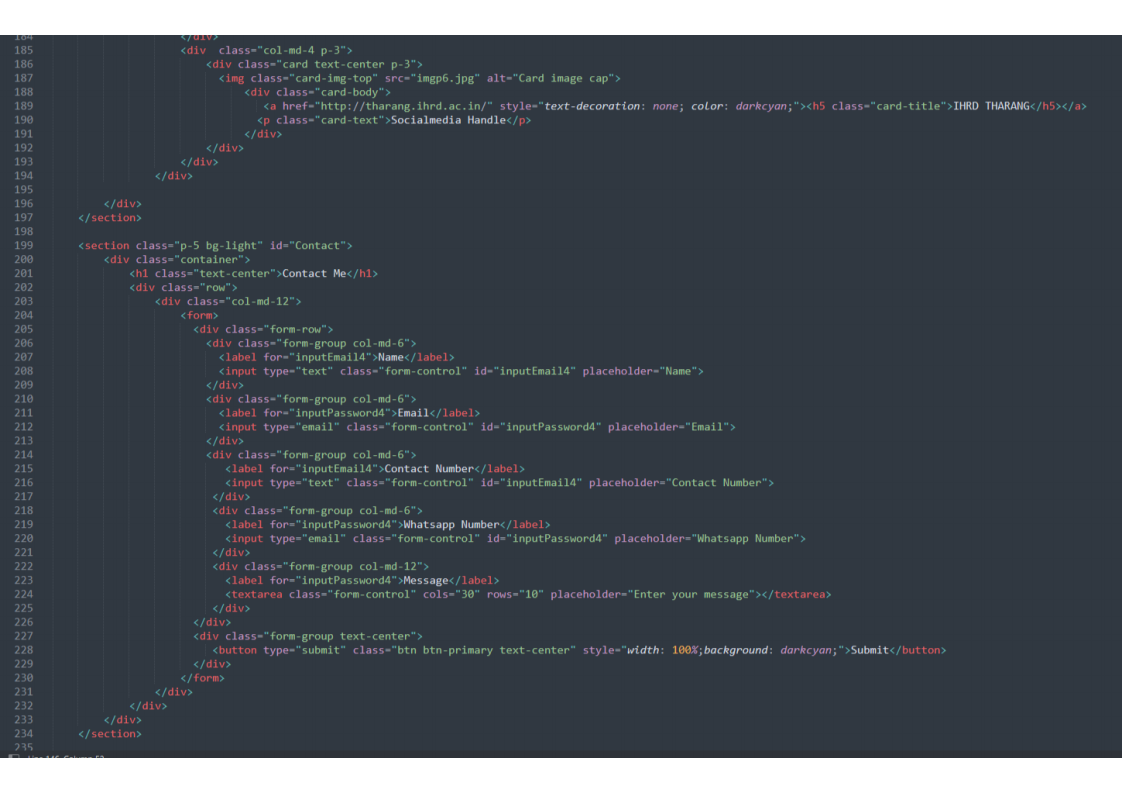 184 </div>
185 <div  class="col-md-4 p-3">
186 <div class="card text-center p-3">
187 <img class="card-img-top" src="imgp6.jpg" alt="Card image cap">
188 <div class="card-body">
189 <a href="http://tharang.ihrd.ac.in/" style="text-decoration: none; color: darkcyan;"><h5 class="card-title">IHRD THARANG</h5></a>
190 <p class="card-text">Socialmedia Handle</p>
191 </div>
192 </div>
193 </div>
194 </div>
195
196 </div>
197 </section>
198
199 <section class="p-5 bg-light" id="Contact">
200 <div class="container">
201 <h1 class="text-center">Contact Me</h1>
202 <div class="row">
203 <div class="col-md-12">
204 <form>
205 <div class="form-row">
206 <div class="form-group col-md-6">
207 <label for="inputEmail4">Name</label>
208 <input type="text" class="form-control" id="inputEmail4" placeholder="Name">
209 </div>
210 <div class="form-group col-md-6">
211 <label for="inputPassword4">Email</label>
212 <input type="email" class="form-control" id="inputPassword4" placeholder="Email">
213 </div>
214 <div class="form-group col-md-6">
215 <label for="inputEmail4">Contact Number</label>
216 <input type="text" class="form-control" id="inputEmail4" placeholder="Contact Number">
217 </div>
218 <div class="form-group col-md-6">
219 <label for="inputPassword4">Whatsapp Number</label>
220 <input type="email" class="form-control" id="inputPassword4" placeholder="Whatsapp Number">
221 </div>
222 <div class="form-group col-md-12">
223 <label for="inputPassword4">Message</label>
224 <textarea class="form-control" cols="30" rows="10" placeholder="Enter your message"></textarea>
225 </div>
226 </div>
227 <div class="form-group text-center">
228 <button type="submit" class="btn btn-primary text-center" style="width: 100%;background: darkcyan;">Submit</button>
229 </div>
230 </form>
231 </div>
232 </div>
233 </div>
234 </section>
235